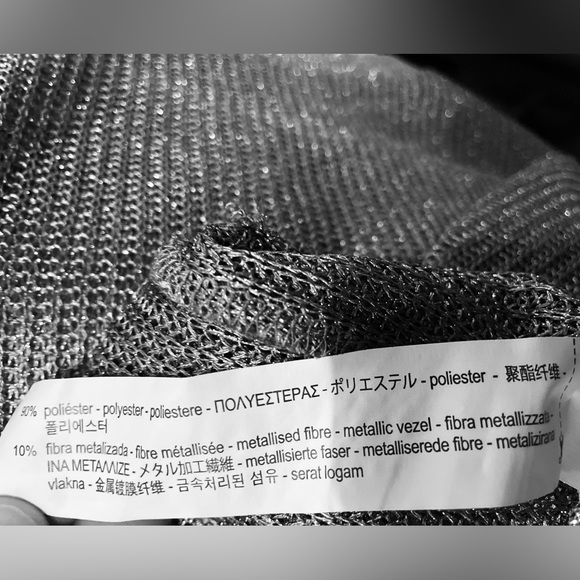 90% poliéster - polyester - poliestere - ΠΟΛΥΕΣΤΕΡΑΣ - ポリエステル - poliester - 聚酯纤维 -
폴리에스터
10% fibra metalizada - fibre métallisée - metallised fibre - metallic vezel - fibra metallizzata -
INA METAΛΛIZE - メタル加工繊維 - metallisierte faser - metalliserede fibre - metalizirana
vlakna - 金属镀膜纤维 - 금속처리된 섬유 - serat logam